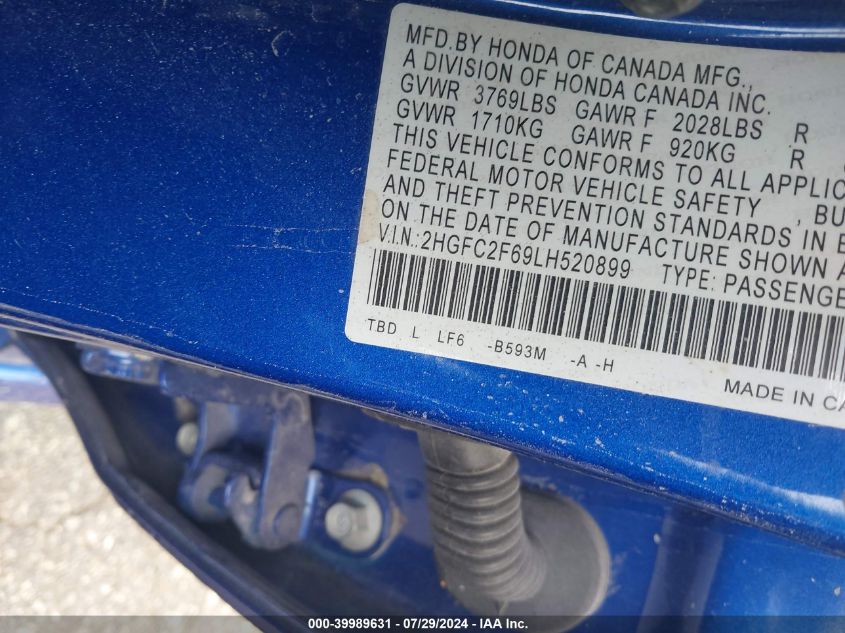 MFD. BY HONDA OF CANADA MFG.,
A DIVISION OF HONDA CANADA INC.
GVWR 3769LBS GAWR F 2028LBS R
GVWR 1710KG GAWR F 920KG R
THIS VEHICLE CONFORMS TO ALL APPLIC
FEDERAL MOTOR VEHICLE SAFETY , BU
AND THEFT PREVENTION STANDARDS IN E
ON THE DATE OF MANUFACTURE SHOWN A
V.I.N.: 2HGFC2F69LH520899 TYPE: PASSENGE
TBD L LF6 -B593M -A -H
MADE IN CA
000-39989631 - 07/29/2024 - IAA Inc.